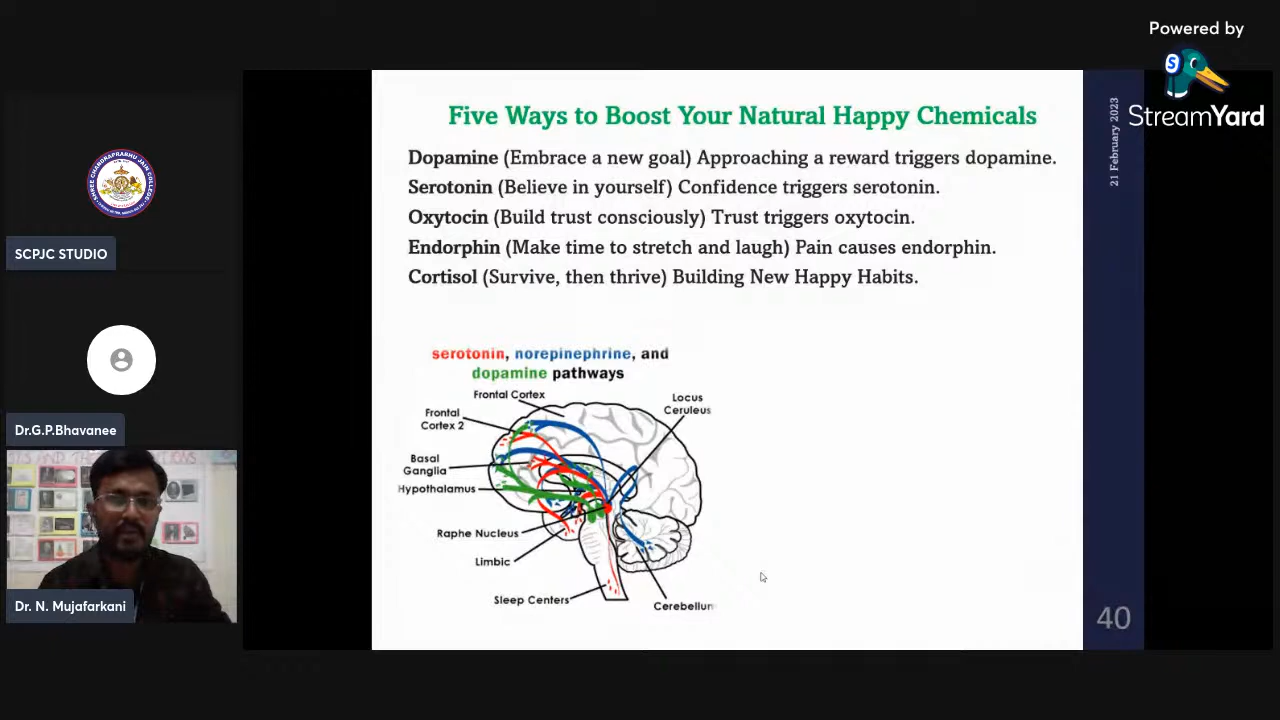 Powered by
StreamYard
Five Ways to Boost Your Natural Happy Chemicals
Dopamine (Embrace a new goal) Approaching a reward triggers dopamine.
Serotonin (Believe in yourself) Confidence triggers serotonin.
Oxytocin (Build trust consciously) Trust triggers oxytocin.
Endorphin (Make time to stretch and laugh) Pain causes endorphin.
Cortisol (Survive, then thrive) Building New Happy Habits.
21 February 2023
serotonin, norepinephrine, and
dopamine pathways
Frontal Cortex
Locus
Ceruleus
Frontal
Cortex 2
Basal
Ganglia
Hypothalamus
Raphe Nucleus
Limbic
Sleep Centers
Cerebellum
40
SCPJC STUDIO
Dr.G.P.Bhavanee
Dr. N. Mujafarkani